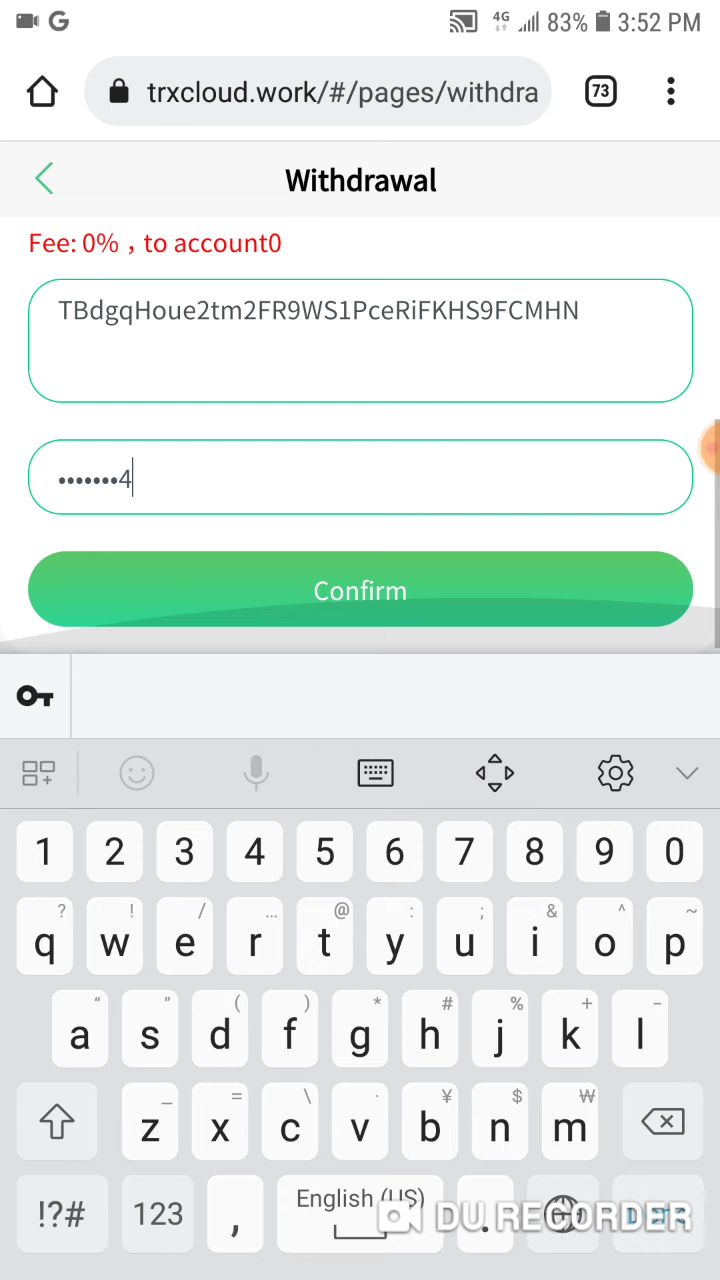 G 4G 83% 3:52 PM
trxcloud.work/#/pages/withdra 73
Withdrawal
Fee: 0% ，to account0
TBdgqHoue2tm2FR9WS1PceRiFKHS9FCMHN
•••••••4
Confirm
1 2 3 4 5 6 7 8 9 0
? ! / ... @ : ; & ^ ~
q w e r t y u i o p
“ ” ( ) * # % + -
a s d f g h j k l
_ = \ · ¥ $ ₩
z x c v b n m
!?# 123 , English (US) .
DU RECORDER